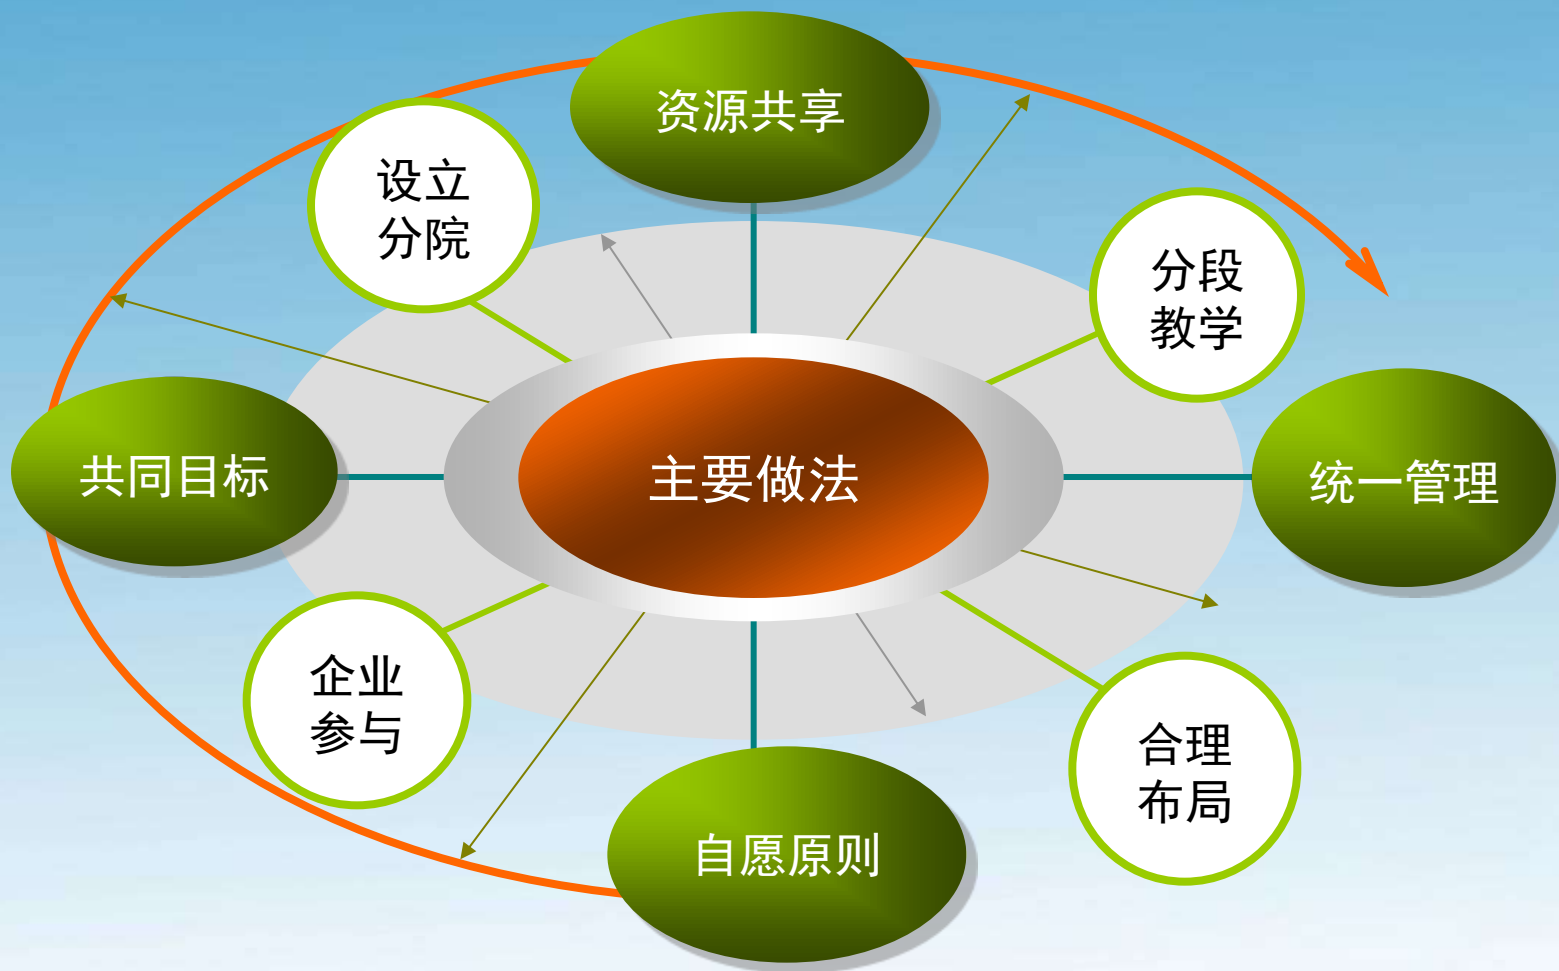 资源共享
设立
分院
分段
教学
共同目标
主要做法
统一管理
企业
参与
合理
布局
自愿原则